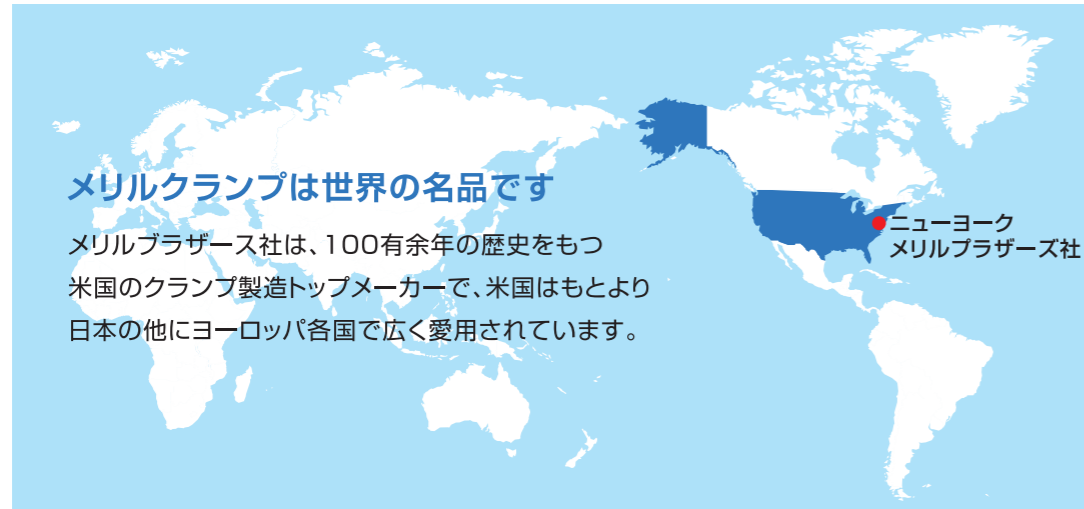 メリルクランプは世界の名品です
メリルブラザース社は、100有余年の歴史をもつ
米国のクランプ製造トップメーカーで、米国はもとより
日本の他にヨーロッパ各国で広く愛用されています。
ニューヨーク
メリルブラザーズ社